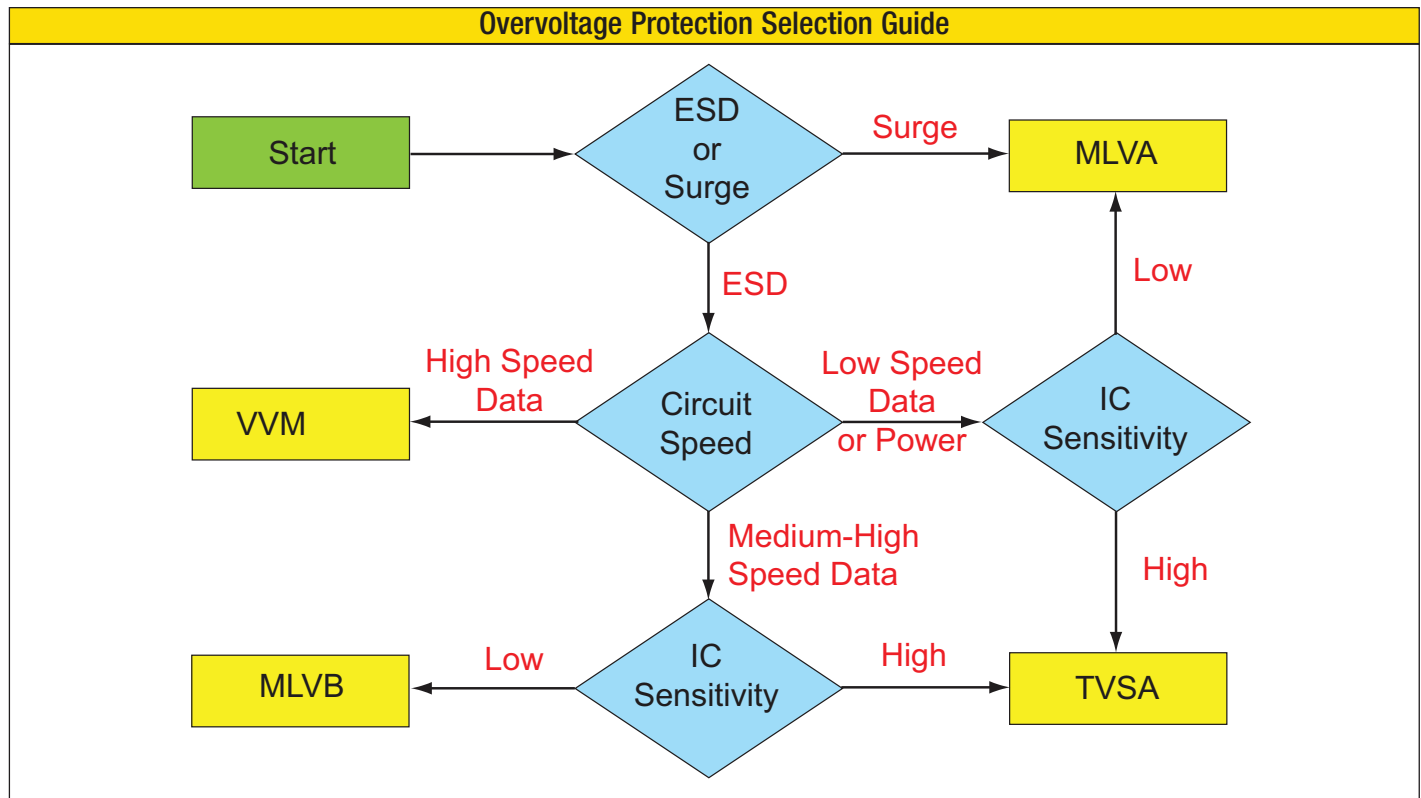 Overvoltage Protection Selection Guide
Start
ESD
or
Surge
Surge
MLVA
ESD
Low
High Speed
Data
VVM
Circuit
Speed
Low Speed
Data
or Power
IC
Sensitivity
Medium-High
Speed Data
High
Low
MLVB
IC
Sensitivity
High
TVSA